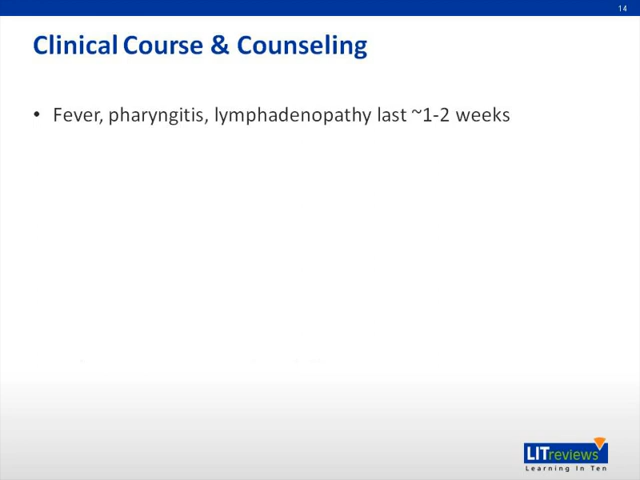 14
Clinical Course & Counseling
• Fever, pharyngitis, lymphadenopathy last ~1-2 weeks
LITreviews
Learning In Ten